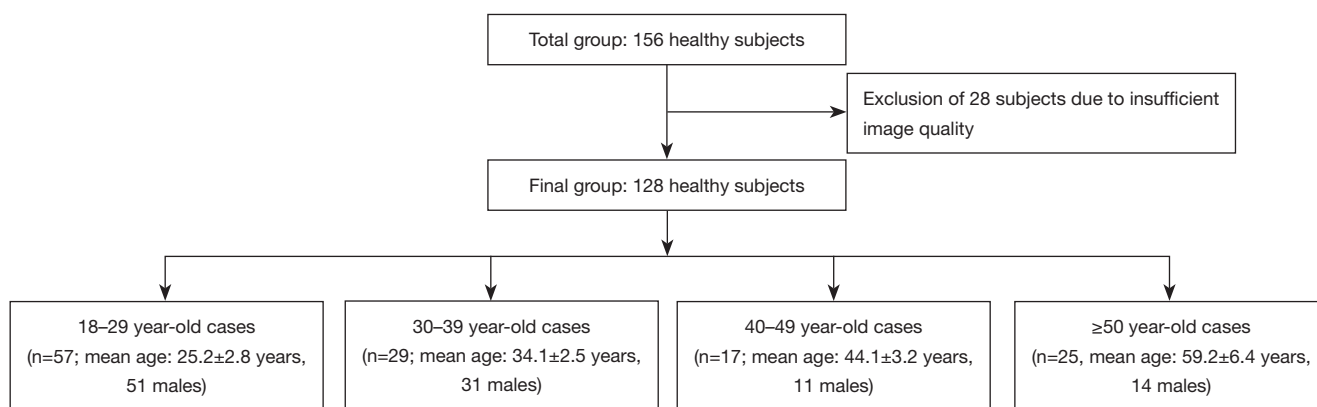 Total group: 156 healthy subjects
Exclusion of 28 subjects due to insufficient
image quality
Final group: 128 healthy subjects
18–29 year-old cases
(n=57; mean age: 25.2±2.8 years,
51 males)
30–39 year-old cases
(n=29; mean age: 34.1±2.5 years,
31 males)
40–49 year-old cases
(n=17; mean age: 44.1±3.2 years,
11 males)
≥50 year-old cases
(n=25, mean age: 59.2±6.4 years,
14 males)